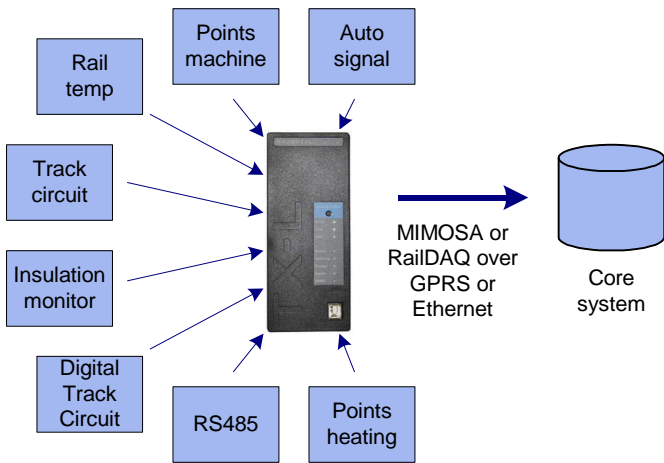 Points
machine
Auto
signal
Rail
temp
Track
circuit
Insulation
monitor
Digital
Track
Circuit
RS485
Points
heating
MIMOSA or
RailDAQ over
GPRS or
Ethernet
Core
system